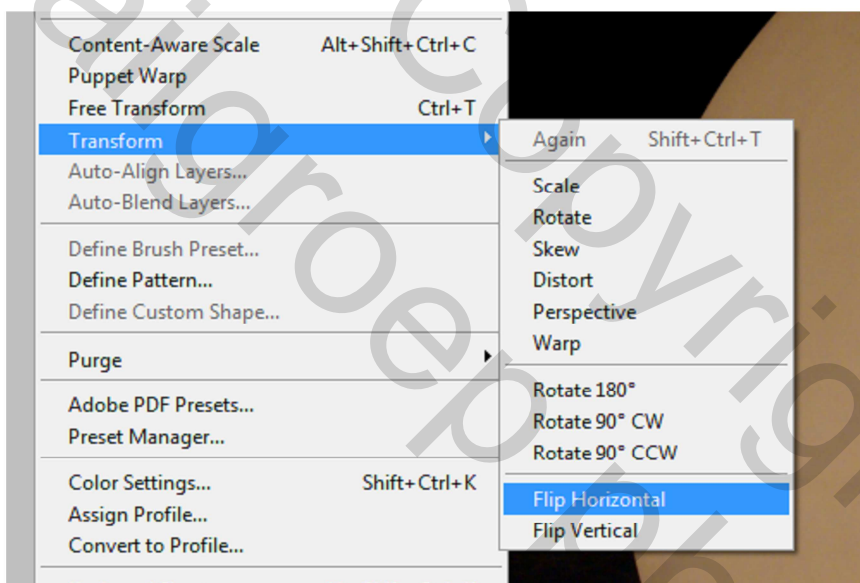 Content-Aware Scale Alt+Shift+Ctrl+C
Puppet Warp
Free Transform Ctrl+T
Transform
Auto-Align Layers...
Auto-Blend Layers...
Define Brush Preset...
Define Pattern...
Define Custom Shape...
Purge
Adobe PDF Presets...
Preset Manager...
Color Settings... Shift+Ctrl+K
Assign Profile...
Convert to Profile...
Again Shift+Ctrl+T
Scale
Rotate
Skew
Distort
Perspective
Warp
Rotate 180°
Rotate 90° CW
Rotate 90° CCW
Flip Horizontal
Flip Vertical
Copyrig